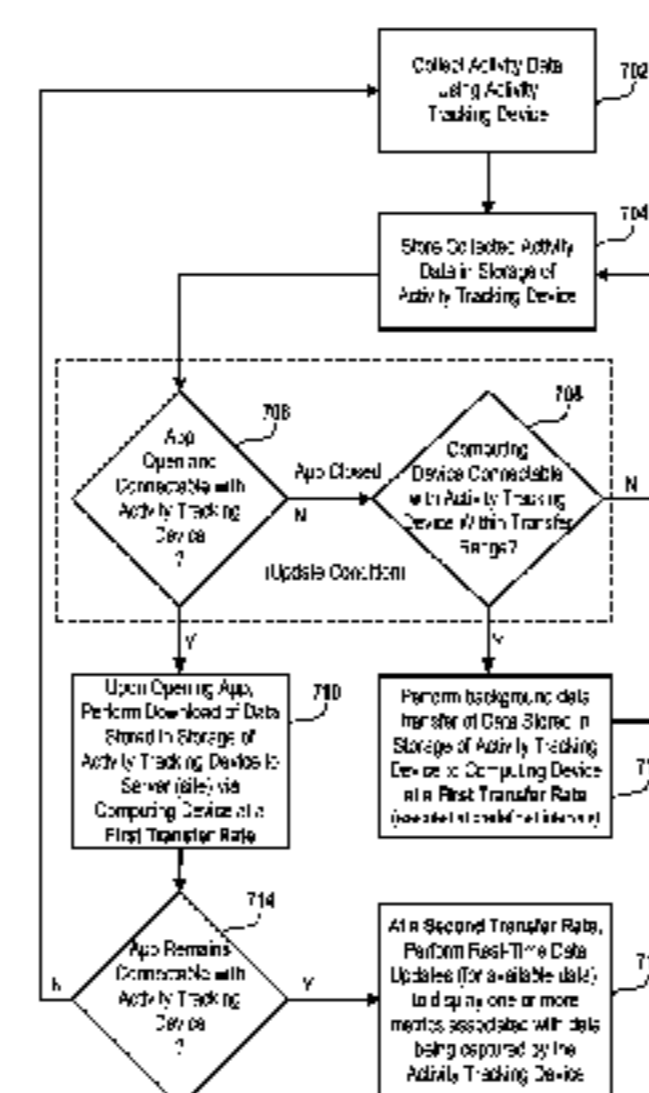 Collect Activity Data
using Activity
Tracking Device
702
Store Collected Activity
Data in Storage of
Activity Tracking Device
704
App
Open and
Connectable with
Activity Tracking
Device
?
706
App Closed
N
Computing
Device Connectable
with Activity Tracking
Device Within Transfer
Range?
708
N
(Update Condition)
Y
Y
Upon Opening App,
Perform Download of Data
Stored in Storage of
Activity Tracking Device to
Server (site) via
Computing Device at a
First Transfer Rate
710
Perform background data
transfer of Data Stored in
Storage of Activity Tracking
Device to Computing Device
at a First Transfer Rate
(operate at predefined intervals)
App Remains
Connectable with
Activity Tracking
Device
?
714
N
Y
At a Second Transfer Rate,
Perform Real-Time Data
Updates (for available data)
to display one or more
metrics associated with data
being captured by the
Activity Tracking Device